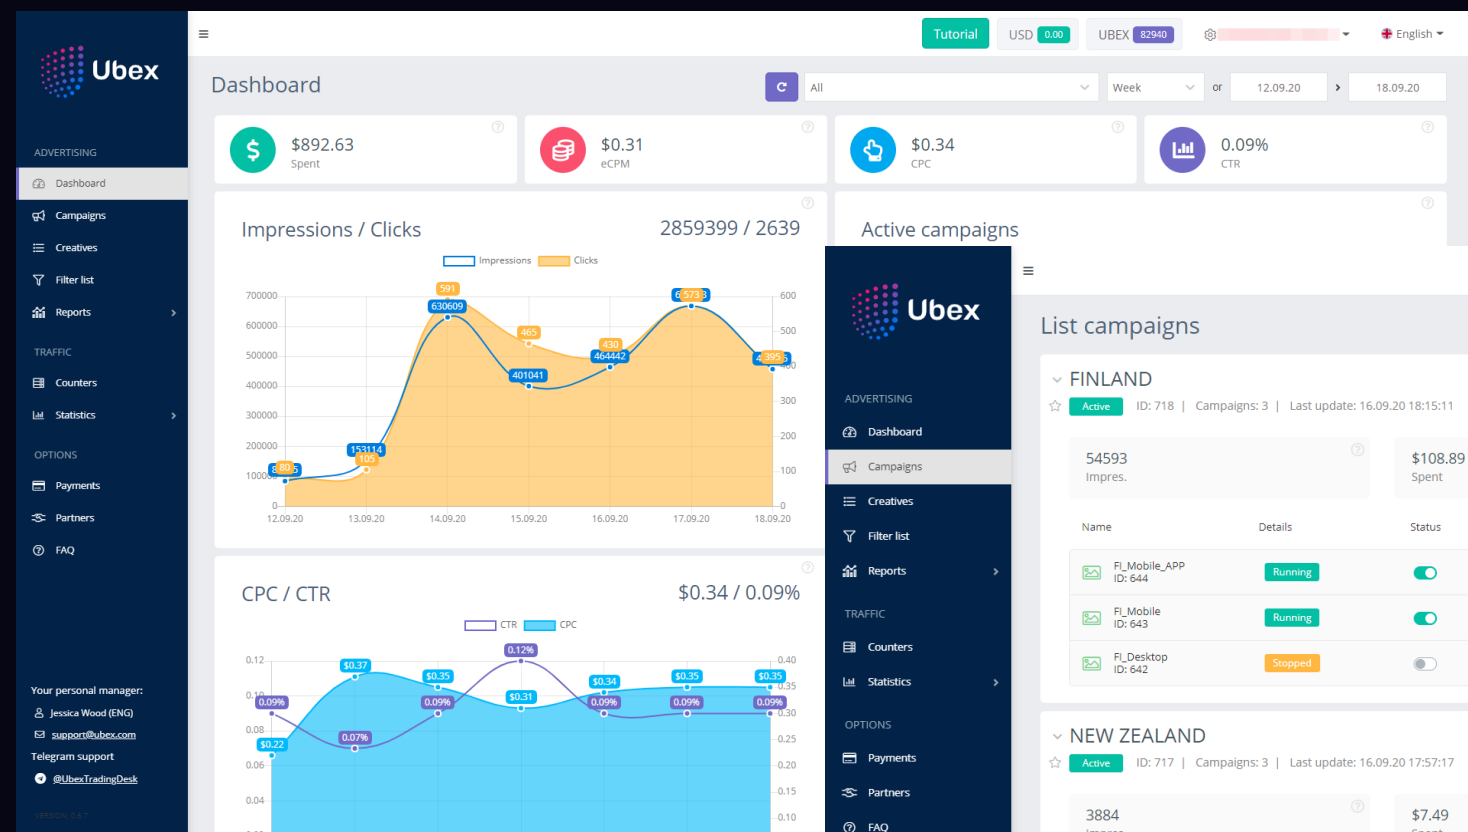 Ubex
Tutorial
USD 0.00
UBEX 82940
English
Dashboard
All
Week
or
12.09.20
18.09.20
ADVERTISING
Dashboard
Campaigns
Creatives
Filter list
Reports
TRAFFIC
Counters
Statistics
OPTIONS
Payments
Partners
FAQ
Your personal manager:
Jessica Wood (ENG)
support@ubex.com
Telegram support
@UbexTradingDesk
VERSION: 0.6.7
$892.63
Spent
$0.31
eCPM
$0.34
CPC
0.09%
CTR
Impressions / Clicks
2859399 / 2639
Impressions Clicks
700000
600000
500000
400000
300000
200000
100000
0
600
500
400
300
200
100
0
591
630609
465
401041
430
464442
573
395
153114
105
80
12.09.20 13.09.20 14.09.20 15.09.20 16.09.20 17.09.20 18.09.20
CPC / CTR
$0.34 / 0.09%
CTR CPC
0.12
0.10
0.08
0.06
0.04
0.40
0.35
0.30
0.25
0.20
0.15
0.10
0.12%
$0.37
$0.35
$0.31
$0.34
$0.35
$0.35
0.09%
0.09%
0.09%
0.09%
0.09%
0.07%
$0.22
Active campaigns
Ubex
ADVERTISING
Dashboard
Campaigns
Creatives
Filter list
Reports
TRAFFIC
Counters
Statistics
OPTIONS
Payments
Partners
FAQ
List campaigns
FINLAND
Active ID: 718 | Campaigns: 3 | Last update: 16.09.20 18:15:11
54593
Impres.
$108.89
Spent
Name Details Status
FI_Mobile_APP
ID: 644
Running
FI_Mobile
ID: 643
Running
FI_Desktop
ID: 642
Stopped
NEW ZEALAND
Active ID: 717 | Campaigns: 3 | Last update: 16.09.20 17:57:17
3884
$7.49